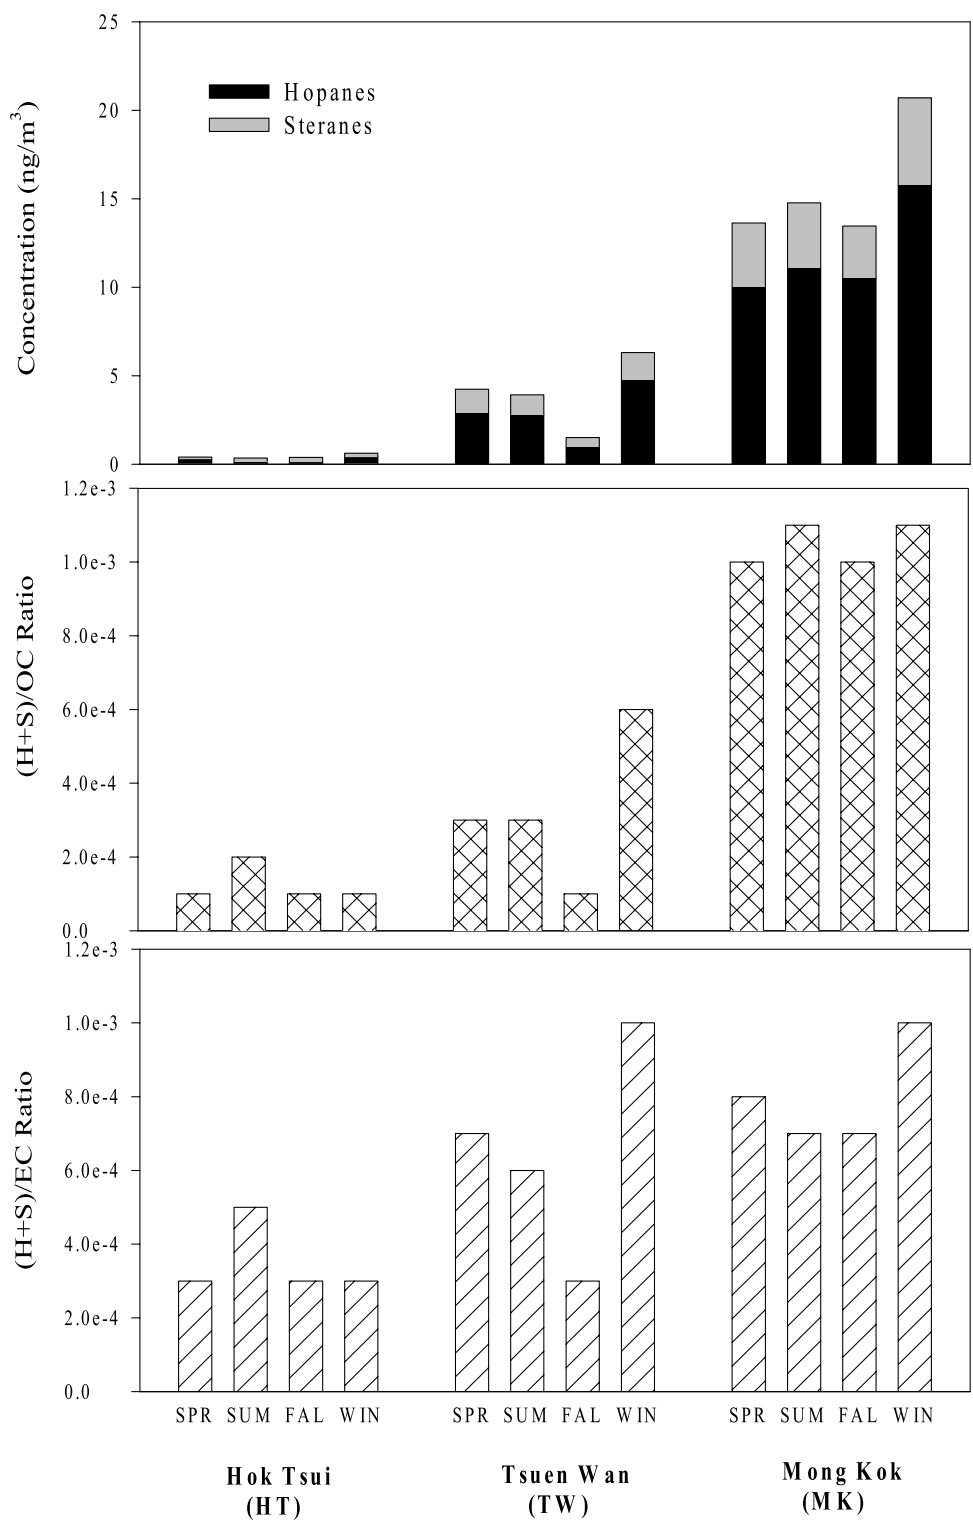 25
20
15
10
5
0
Concentration (ng/m3)
Hopanes
Steranes
1.2e-3
1.0e-3
8.0e-4
6.0e-4
4.0e-4
2.0e-4
0.0
(H+S)/OC Ratio
1.2e-3
1.0e-3
8.0e-4
6.0e-4
4.0e-4
2.0e-4
0.0
(H+S)/EC Ratio
SPR SUM FAL WIN SPR SUM FAL WIN SPR SUM FAL WIN
Hok Tsui
(HT)
Tsuen Wan
(TW)
Mong Kok
(MK)